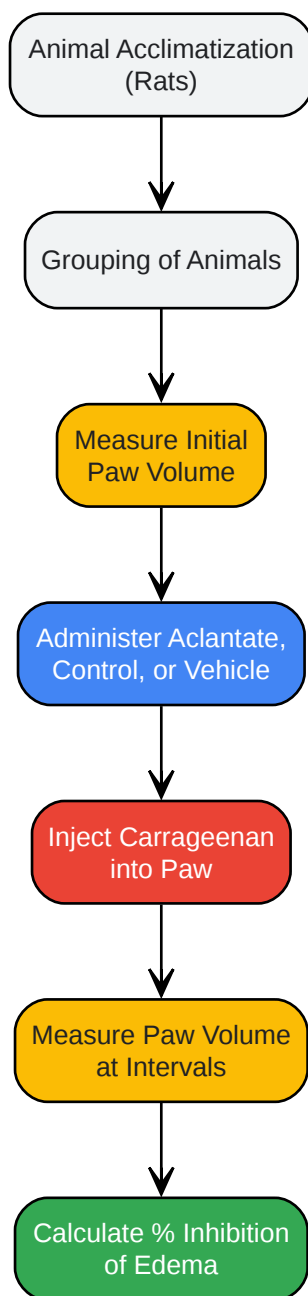 Animal Acclimatization
(Rats)
Grouping of Animals
Measure Initial
Paw Volume
Administer Aclantate,
Control, or Vehicle
Inject Carrageenan
into Paw
Measure Paw Volume
at Intervals
Calculate % Inhibition
of Edema